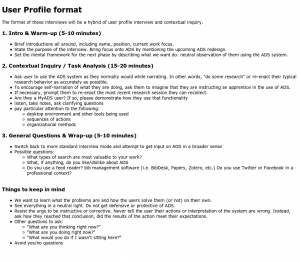 User Profile format
The format of these interviews will be a hybrid of user profile interview and contextual inquiry.
1. Intro & Warm-up (5-10 minutes)
Brief introductions all around, including name, position, current work focus.
State the purpose of the interview. Bring focus onto ADS by mentioning the upcoming ADS redesign.
Set the mental framework for the next phase by describing what we want do: neutral observation of them using the ADS system.
2. Contextual Inquiry / Task Analysis (15-20 minutes)
Ask user to use the ADS system as they normally would while narrating. In other words, "do some research" or re-enact their typical
research behavior as accurately as possible.
To encourage self-narration of what they are doing, ask them to imagine that they are instructing an apprentice in the use of ADS.
If necessary, prompt them to re-enact the most recent research session they can recalled.
Are they a MyADS user? If so, please demonstrate how they use that functionality
listen, take notes, ask clarifying questions
pay particular attention to the following:
desktop environment and other tools being used
sequences of actions
organizational methods
3. General Questions & Wrap-up (5-10 minutes)
Switch back to more standard interview mode and attempt to get input on ADS in a broader sense
Possible questions:
What types of search are most valuable to your work?
What, if anything, do you like/dislike about ADS
Do you use a feed reader? bib management software (i.e. BibDesk, Papers, Zotero, etc.) Do you use Twitter or Facebook in a
professional context?
Things to keep in mind
We want to learn what the problems are and how the users solve them (or not) on their own.
See everything in a neutral light. Do not get defensive or protective of ADS.
Resist the urge to be instructive or corrective. Never tell the user their actions or interpretation of the system are wrong. Instead,
ask how they reached that conclusion, did the results of the action meet their expectations.
Other questions to ask:
"What are you thinking right now?"
"What are you doing right now?"
"What would you do if I wasn't sitting here?"
Avoid yes/no questions